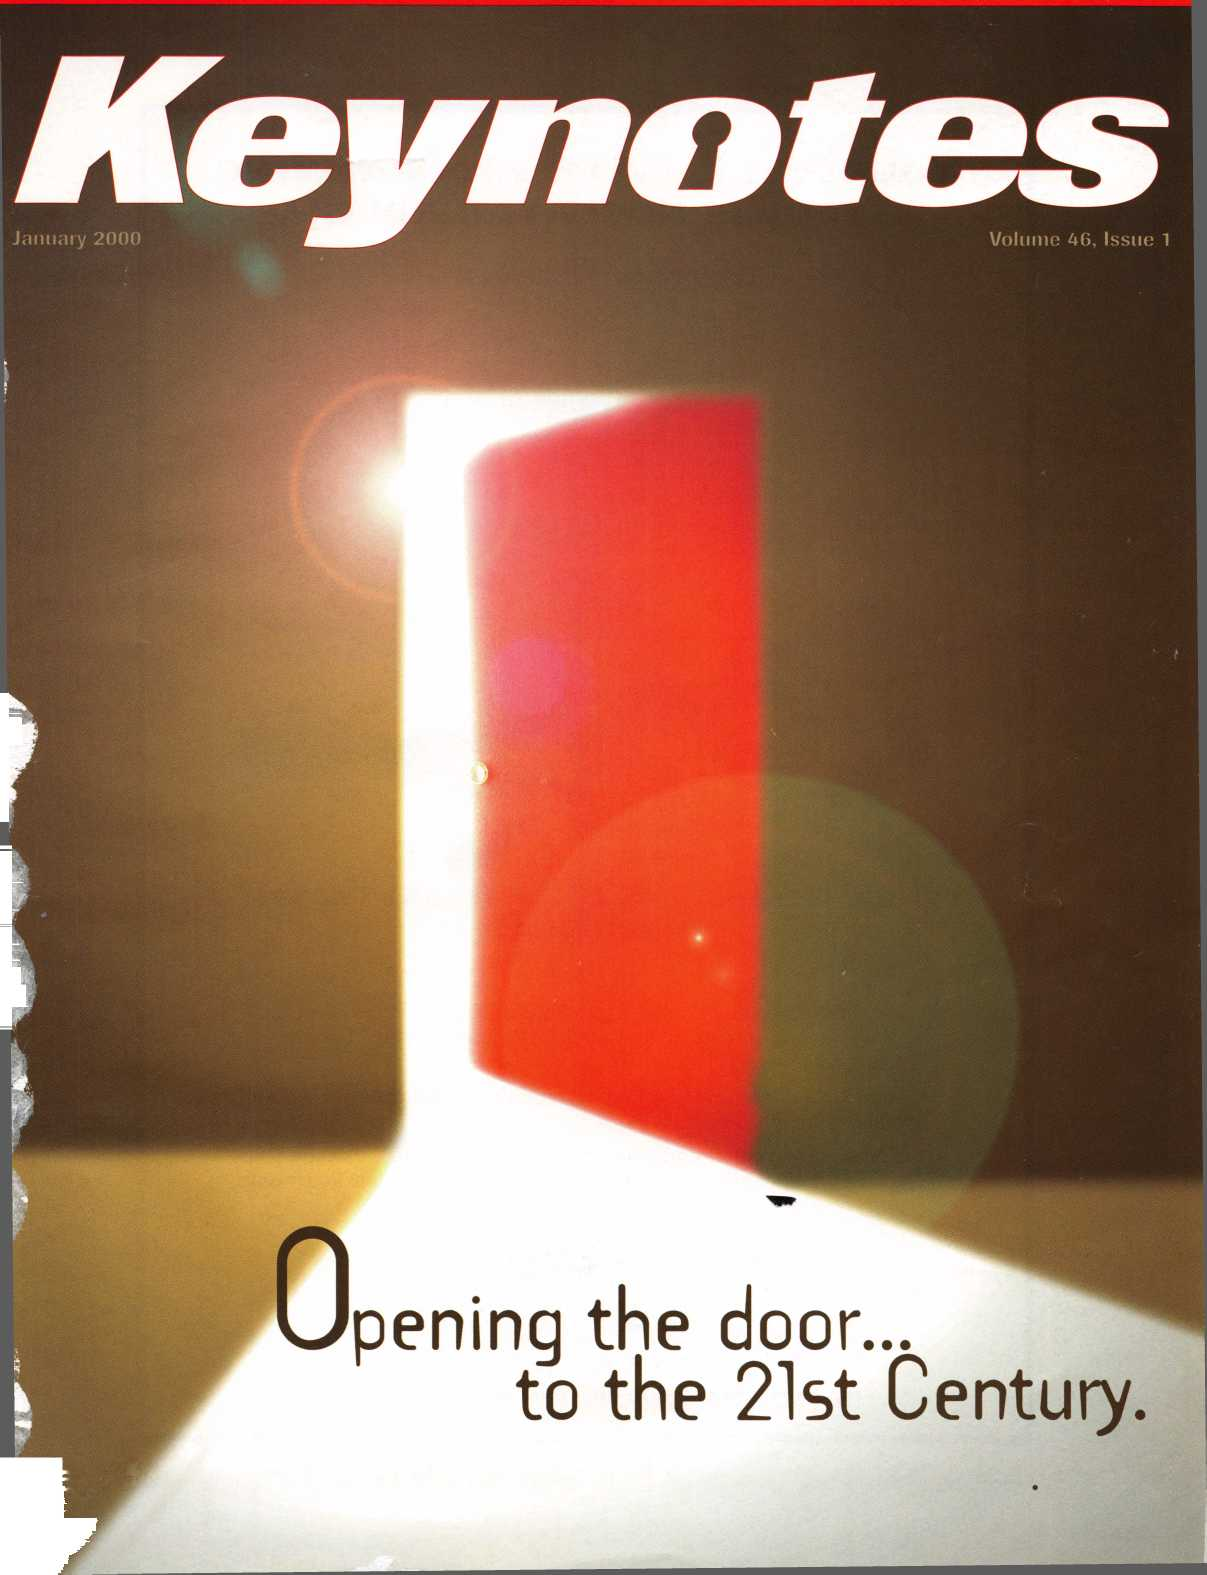 Keynotes
January 2000
Volume 46, Issue 1
Opening the door...
to the 21st Century.